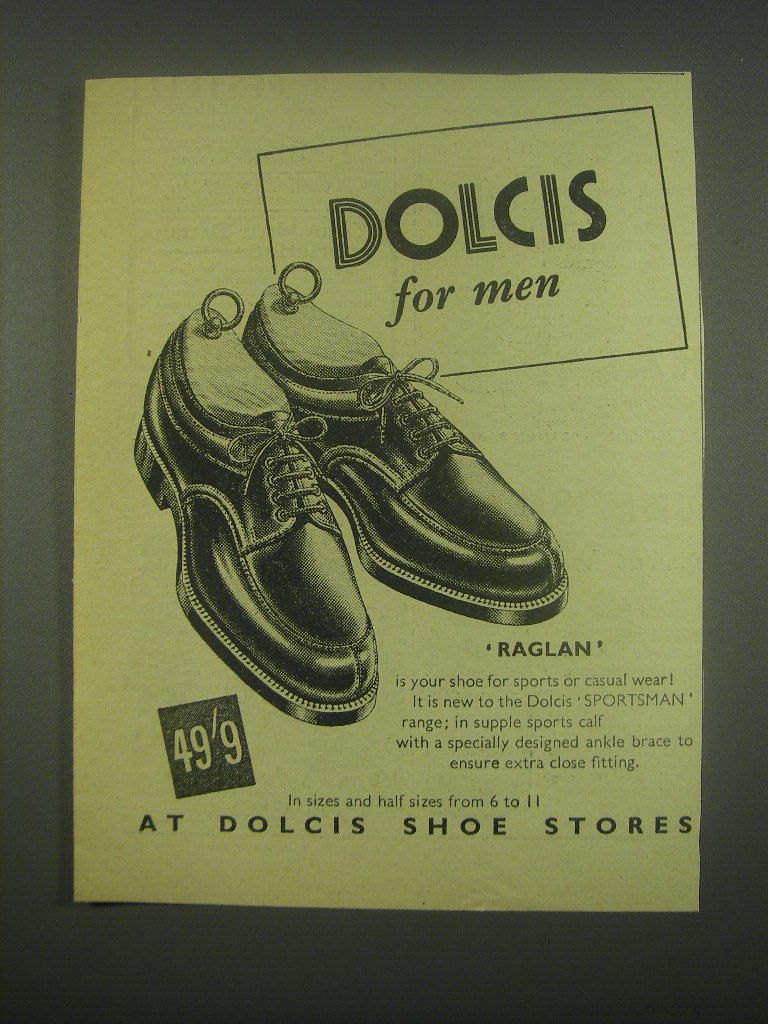 DOLCIS
for men
‘RAGLAN’
is your shoe for sports or casual wear!
It is new to the Dolcis ‘SPORTSMAN’
range; in supple sports calf
with a specially designed ankle brace to
ensure extra close fitting.
49/9
In sizes and half sizes from 6 to 11
AT DOLCIS SHOE STORES